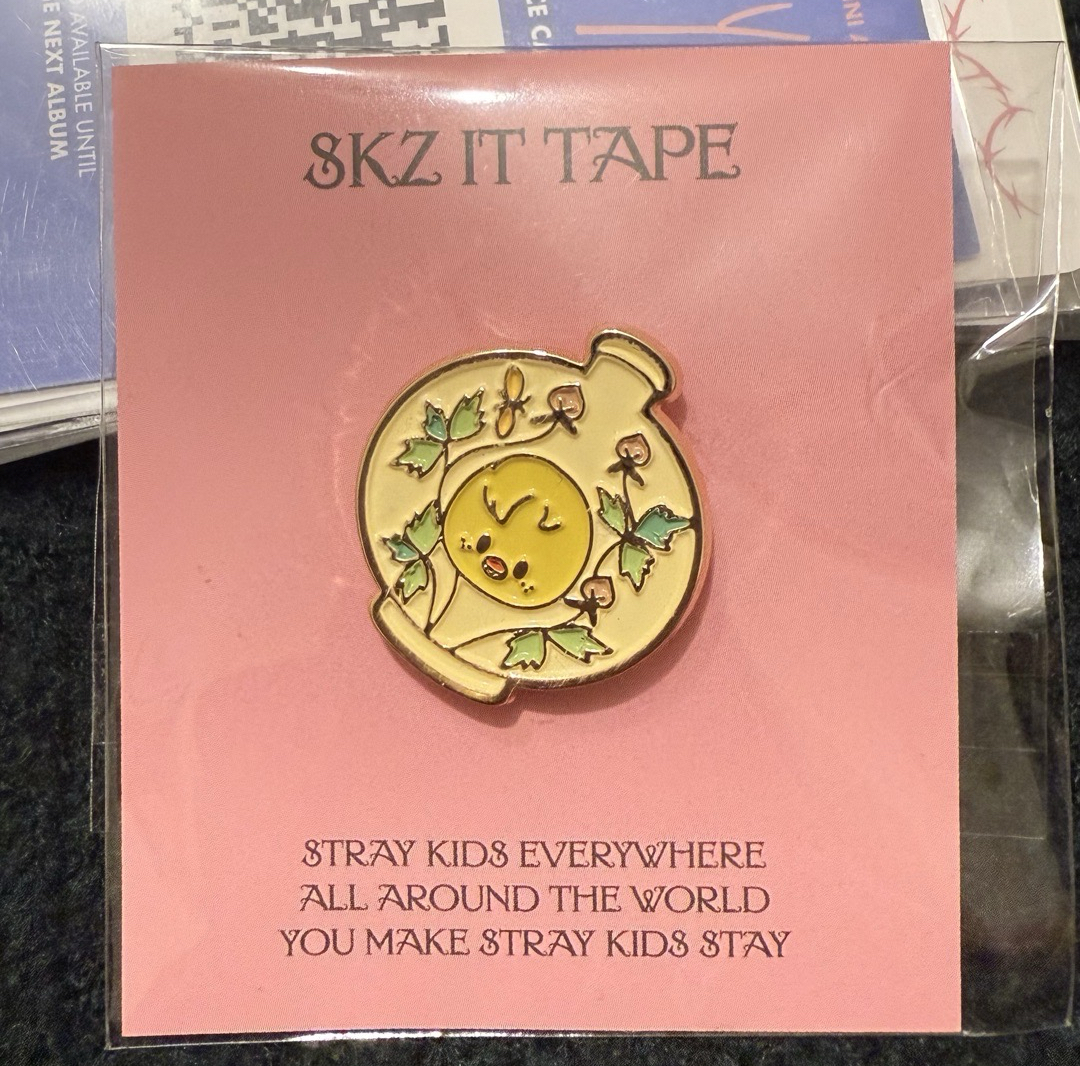 AVAILABLE UNTIL
NEXT ALBUM
SKZ IT TAPE
STRAY KIDS EVERYWHERE
ALL AROUND THE WORLD
YOU MAKE STRAY KIDS STAY